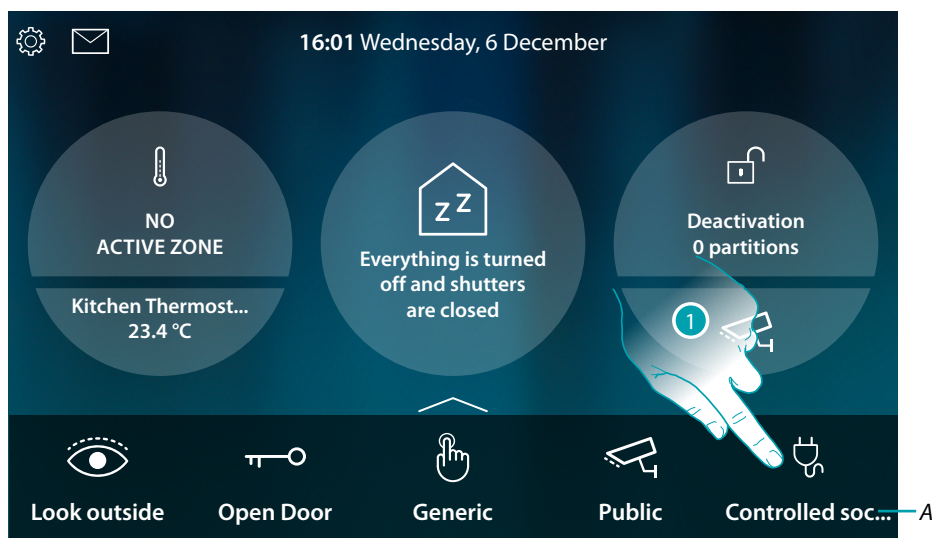 16:01 Wednesday, 6 December
NO
ACTIVE ZONE
Kitchen Thermost...
23.4 °C
z Z
Everything is turned
off and shutters
are closed
Deactivation
0 partitions
1
Look outside
Open Door
Generic
Public
Controlled soc...
A